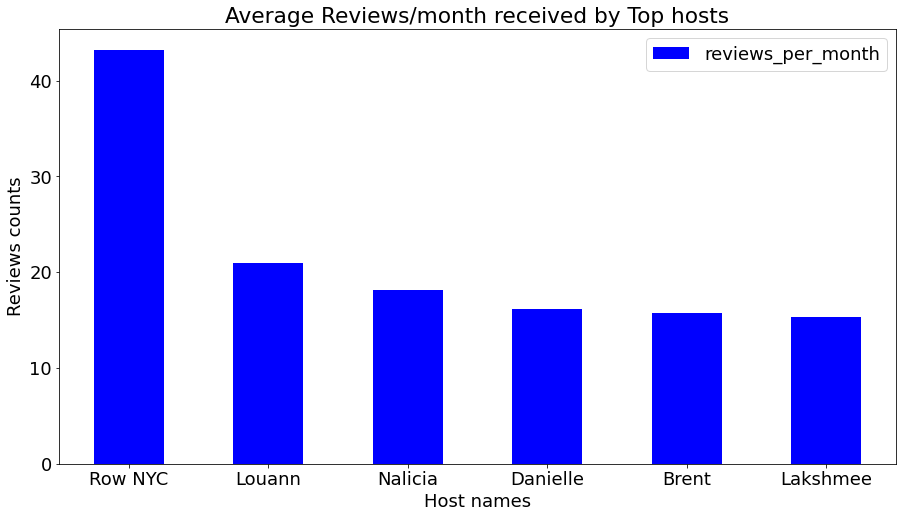 Average Reviews/month received by Top hosts
reviews_per_month
Reviews counts
40
30
20
10
0
Row NYC Louann Nalicia Danielle Brent Lakshmee
Host names